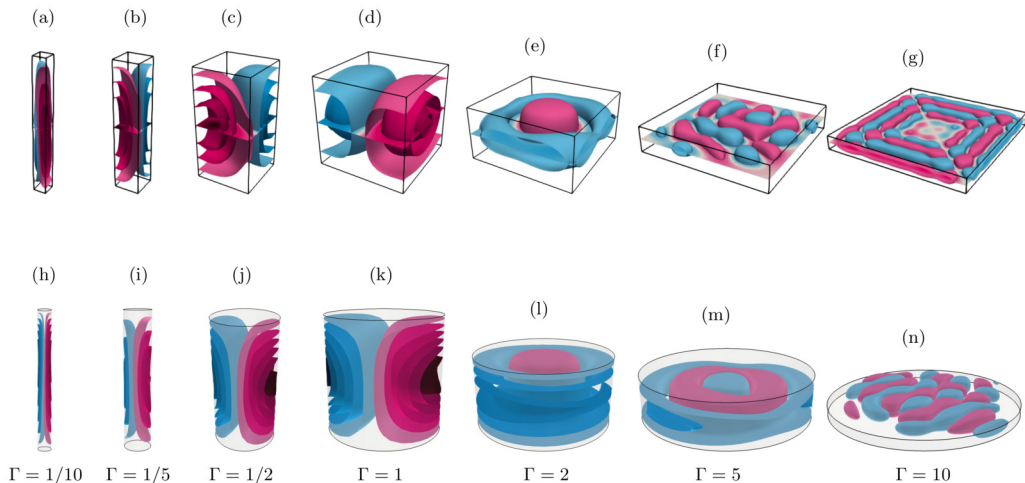 (a) (b) (c) (d) (e) (f) (g)
(h) (i) (j) (k) (l) (m) (n)
Γ = 1/10 Γ = 1/5 Γ = 1/2 Γ = 1 Γ = 2 Γ = 5 Γ = 10